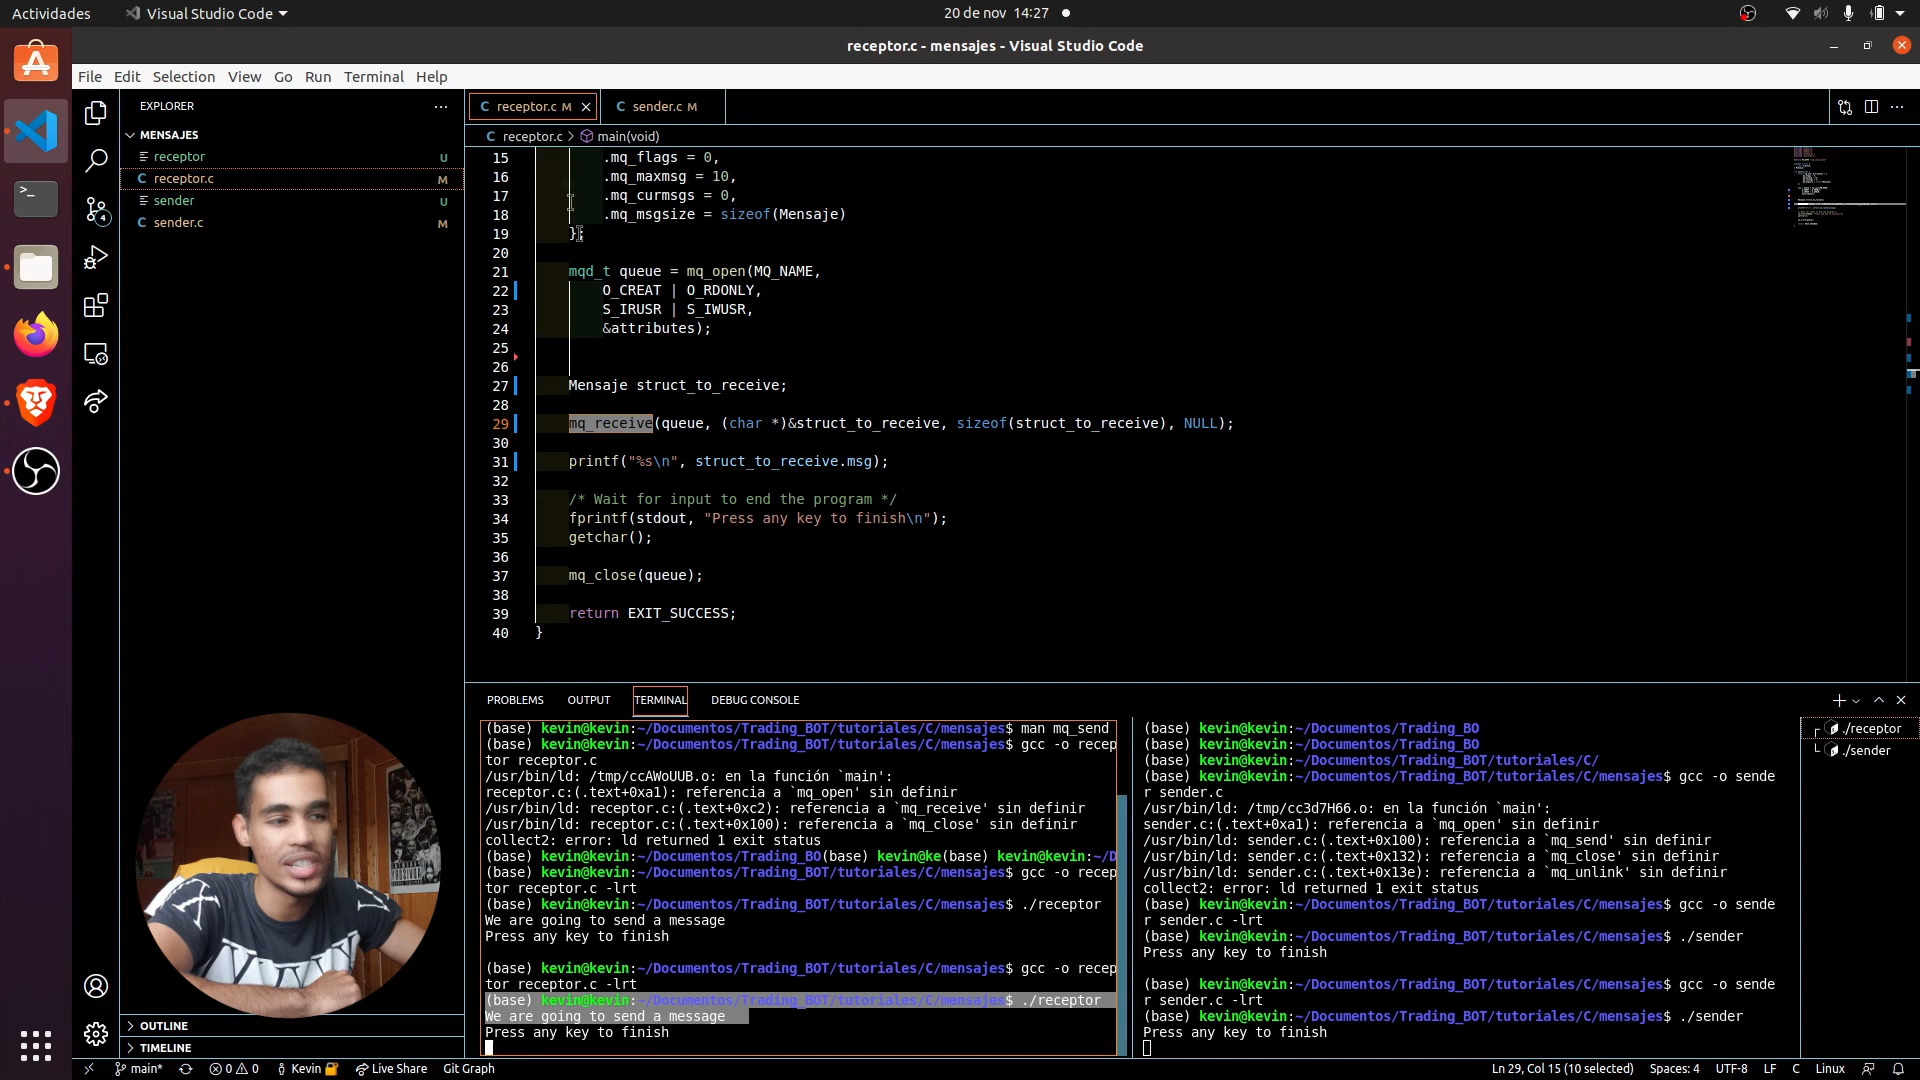 Actividades
Visual Studio Code
20 de nov 14:27
receptor.c - mensajes - Visual Studio Code
File Edit Selection View Go Run Terminal Help
EXPLORER
MENSAJES
receptor U
receptor.c M
sender U
sender.c M
4
OUTLINE
TIMELINE
C receptor.c M
C sender.c M
C receptor.c > main(void)
15 .mq_flags = 0,
16 .mq_maxmsg = 10,
17 .mq_curmsgs = 0,
18 .mq_msgsize = sizeof(Mensaje)
19 };
20
21 mqd_t queue = mq_open(MQ_NAME,
22 O_CREAT | O_RDONLY,
23 S_IRUSR | S_IWUSR,
24 &attributes);
25
26
27 Mensaje struct_to_receive;
28
29 mq_receive(queue, (char *)&struct_to_receive, sizeof(struct_to_receive), NULL);
30
31 printf("%s\n", struct_to_receive.msg);
32
33 /* Wait for input to end the program */
34 fprintf(stdout, "Press any key to finish\n");
35 getchar();
36
37 mq_close(queue);
38
39 return EXIT_SUCCESS;
40 }
PROBLEMS OUTPUT TERMINAL DEBUG CONSOLE
(base) kevin@kevin:~/Documentos/Trading_BOT/tutoriales/C/mensajes$ man mq_send
(base) kevin@kevin:~/Documentos/Trading_BOT/tutoriales/C/mensajes$ gcc -o recep
tor receptor.c
/usr/bin/ld: /tmp/ccAWoUUB.o: en la función `main':
receptor.c:(.text+0xa1): referencia a `mq_open' sin definir
/usr/bin/ld: receptor.c:(.text+0xc2): referencia a `mq_receive' sin definir
/usr/bin/ld: receptor.c:(.text+0x100): referencia a `mq_close' sin definir
collect2: error: ld returned 1 exit status
(base) kevin@kevin:~/Documentos/Trading_BO(base) kevin@ke(base) kevin@kevin:~/D
(base) kevin@kevin:~/Documentos/Trading_BOT/tutoriales/C/mensajes$ gcc -o recep
tor receptor.c -lrt
(base) kevin@kevin:~/Documentos/Trading_BOT/tutoriales/C/mensajes$ ./receptor
We are going to send a message
Press any key to finish
(base) kevin@kevin:~/Documentos/Trading_BOT/tutoriales/C/mensajes$ gcc -o recep
tor receptor.c -lrt
(base) kevin@kevin:~/Documentos/Trading_BOT/tutoriales/C/mensajes$ ./receptor
We are going to send a message
Press any key to finish
(base) kevin@kevin:~/Documentos/Trading_BO
(base) kevin@kevin:~/Documentos/Trading_BO
(base) kevin@kevin:~/Documentos/Trading_BOT/tutoriales/C/
(base) kevin@kevin:~/Documentos/Trading_BOT/tutoriales/C/mensajes$ gcc -o sende
r sender.c
/usr/bin/ld: /tmp/cc3d7H66.o: en la función `main':
sender.c:(.text+0xa1): referencia a `mq_open' sin definir
/usr/bin/ld: sender.c:(.text+0x100): referencia a `mq_send' sin definir
/usr/bin/ld: sender.c:(.text+0x132): referencia a `mq_close' sin definir
/usr/bin/ld: sender.c:(.text+0x13e): referencia a `mq_unlink' sin definir
collect2: error: ld returned 1 exit status
(base) kevin@kevin:~/Documentos/Trading_BOT/tutoriales/C/mensajes$ gcc -o sende
r sender.c -lrt
(base) kevin@kevin:~/Documentos/Trading_BOT/tutoriales/C/mensajes$ ./sender
Press any key to finish
(base) kevin@kevin:~/Documentos/Trading_BOT/tutoriales/C/mensajes$ gcc -o sende
r sender.c -lrt
(base) kevin@kevin:~/Documentos/Trading_BOT/tutoriales/C/mensajes$ ./sender
Press any key to finish
./receptor
./sender
main* 0 0 Kevin Live Share Git Graph
Ln 29, Col 15 (10 selected) Spaces: 4 UTF-8 LF C Linux